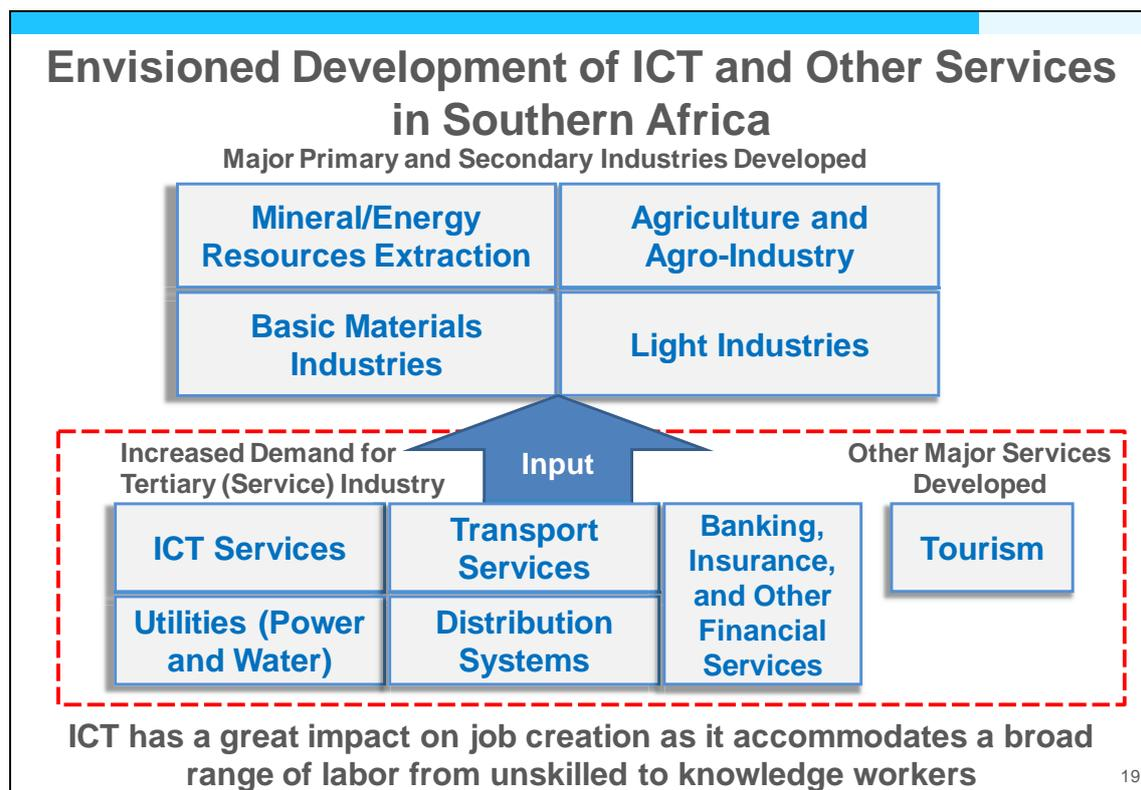 Envisioned Development of ICT and Other Services
in Southern Africa
Major Primary and Secondary Industries Developed
Mineral/Energy
Resources Extraction
Agriculture and
Agro-Industry
Basic Materials
Industries
Light Industries
Input
Increased Demand for
Tertiary (Service) Industry
Other Major Services
Developed
ICT Services
Transport
Services
Banking,
Insurance,
and Other
Financial
Services
Tourism
Utilities (Power
and Water)
Distribution
Systems
ICT has a great impact on job creation as it accommodates a broad
range of labor from unskilled to knowledge workers
19